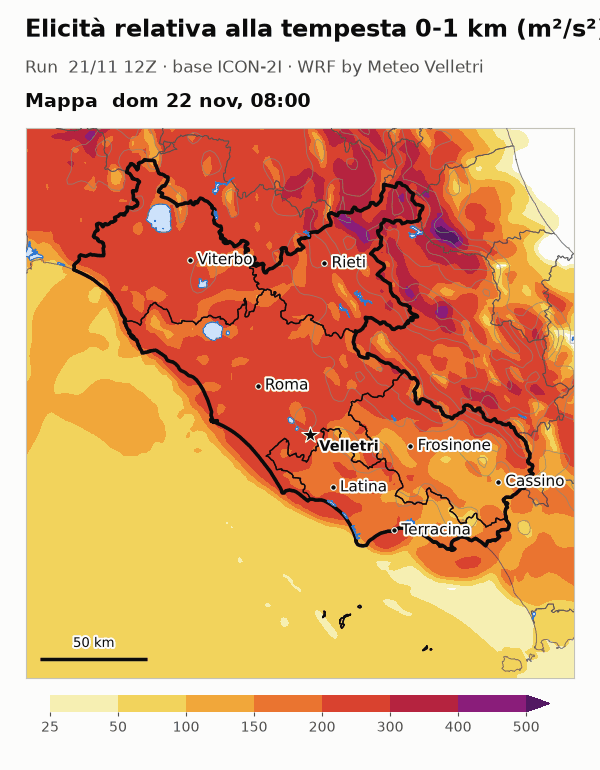 Elicità relativa alla tempesta 0-1 km (m²/s²)
Run 21/11 12Z · base ICON-2I · WRF by Meteo Velletri
Mappa dom 22 nov, 08:00
Viterbo
Rieti
Roma
Velletri
Frosinone
Cassino
Latina
Terracina
50 km
25 50 100 150 200 300 400 500